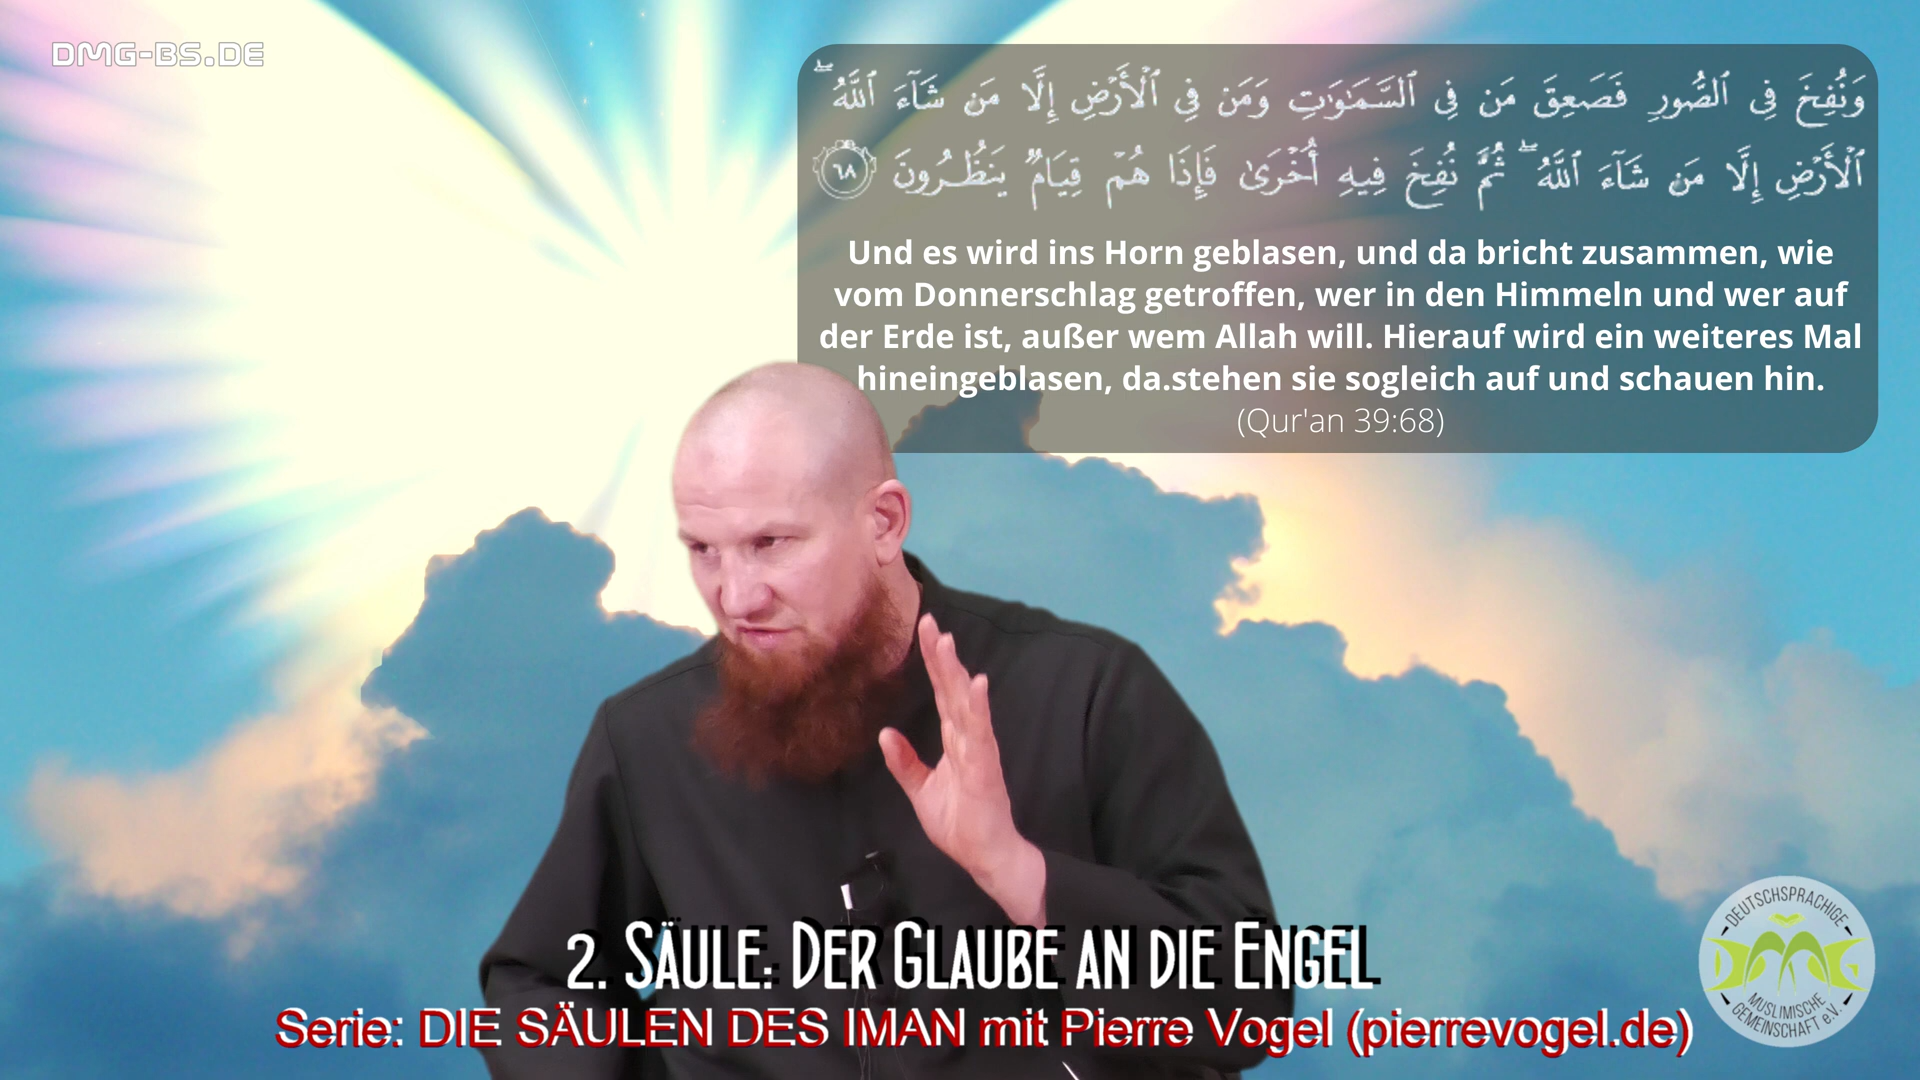 DMG-BS.DE
وَنُفِخَ فِى ٱلصُّورِ فَصَعِقَ مَن فِى ٱلسَّمَٰوَٰتِ وَمَن فِى ٱلْأَرْضِ إِلَّا مَن شَآءَ ٱللَّهُ ۖ
ٱلْأَرْضِ إِلَّا مَن شَآءَ ٱللَّهُ ۖ ثُمَّ نُفِخَ فِيهِ أُخْرَىٰ فَإِذَا هُمْ قِيَامٌ يَنظُرُونَ ٦٨
Und es wird ins Horn geblasen, und da bricht zusammen, wie
vom Donnerschlag getroffen, wer in den Himmeln und wer auf
der Erde ist, außer wem Allah will. Hierauf wird ein weiteres Mal
hineingeblasen, da.stehen sie sogleich auf und schauen hin.
(Qur'an 39:68)
2. SÄULE: DER GLAUBE AN DIE ENGEL
Serie: DIE SÄULEN DES IMAN mit Pierre Vogel (pierrevogel.de)
DEUTSCHSPRACHIGE
DMG
MUSLIMISCHE
GEMEINSCHAFT e.V.